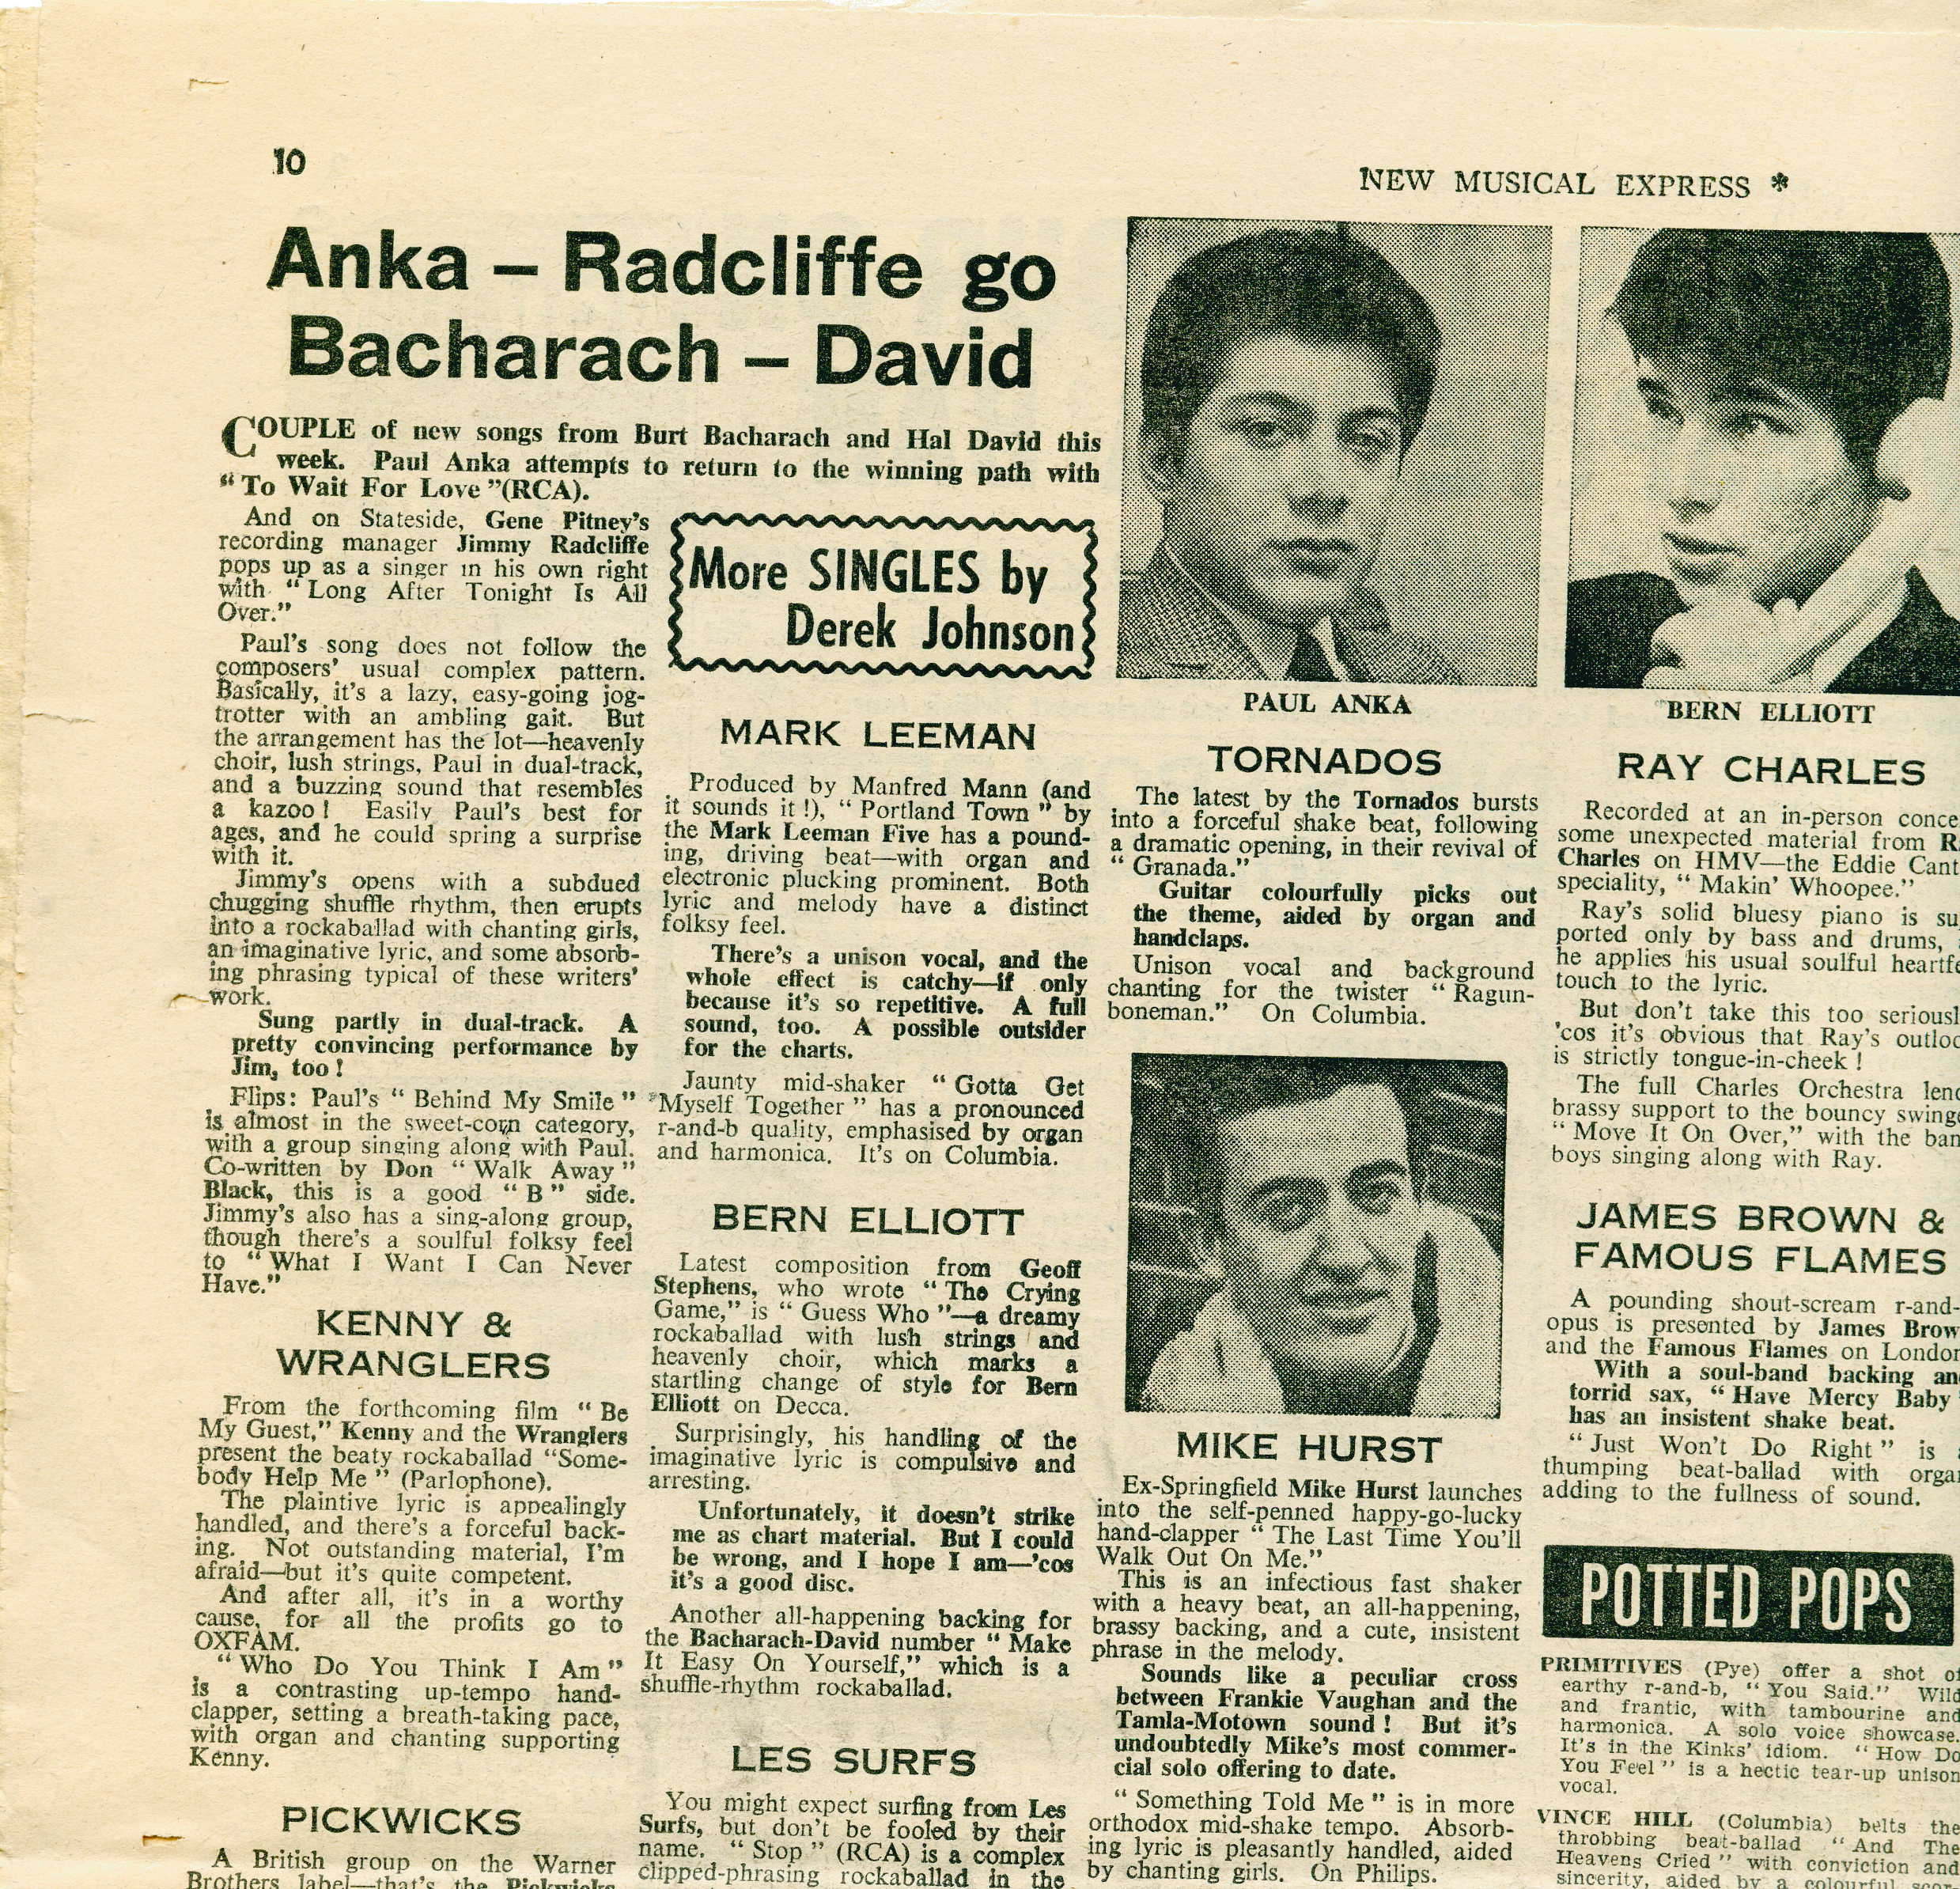 10
NEW MUSICAL EXPRESS *
Anka – Radcliffe go
Bacharach – David
COUPLE of new songs from Burt Bacharach and Hal David this
week. Paul Anka attempts to return to the winning path with
“ To Wait For Love ”(RCA).
And on Stateside, Gene Pitney's
recording manager Jimmy Radcliffe
pops up as a singer in his own right
with “ Long After Tonight Is All
Over.”
Paul's song does not follow the
composers' usual complex pattern.
Basically, it's a lazy, easy-going jog-
trotter with an ambling gait. But
the arrangement has the lot—heavenly
choir, lush strings, Paul in dual-track,
and a buzzing sound that resembles
a kazoo ! Easily Paul's best for
ages, and he could spring a surprise
with it.
Jimmy's opens with a subdued
chugging shuffle rhythm, then erupts
into a rockaballad with chanting girls,
an imaginative lyric, and some absorb-
ing phrasing typical of these writers'
work.
Sung partly in dual-track. A
pretty convincing performance by
Jim, too !
Flips: Paul's “ Behind My Smile ”
is almost in the sweet-corn category,
with a group singing along with Paul.
Co-written by Don “ Walk Away ”
Black, this is a good “ B ” side.
Jimmy's also has a sing-along group,
though there's a soulful folksy feel
to “ What I Want I Can Never
Have.”
KENNY &
WRANGLERS
From the forthcoming film “ Be
My Guest,” Kenny and the Wranglers
present the beaty rockaballad “Some-
body Help Me ” (Parlophone).
The plaintive lyric is appealingly
handled, and there's a forceful back-
ing. Not outstanding material, I'm
afraid—but it's quite competent.
And after all, it's in a worthy
cause, for all the profits go to
OXFAM.
“ Who Do You Think I Am ”
is a contrasting up-tempo hand-
clapper, setting a breath-taking pace,
with organ and chanting supporting
Kenny.
PICKWICKS
A British group on the Warner
Brothers label—that's the Pickwicks
More SINGLES by
Derek Johnson
MARK LEEMAN
Produced by Manfred Mann (and
it sounds it !), “ Portland Town ” by
the Mark Leeman Five has a pound-
ing, driving beat—with organ and
electronic plucking prominent. Both
lyric and melody have a distinct
folksy feel.
There's a unison vocal, and the
whole effect is catchy—if only
because it's so repetitive. A full
sound, too. A possible outsider
for the charts.
Jaunty mid-shaker “ Gotta Get
Myself Together ” has a pronounced
r-and-b quality, emphasised by organ
and harmonica. It's on Columbia.
BERN ELLIOTT
Latest composition from Geoff
Stephens, who wrote “ The Crying
Game,” is “ Guess Who ”—a dreamy
rockaballad with lush strings and
heavenly choir, which marks a
startling change of style for Bern
Elliott on Decca.
Surprisingly, his handling of the
imaginative lyric is compulsive and
arresting.
Unfortunately, it doesn't strike
me as chart material. But I could
be wrong, and I hope I am—'cos
it's a good disc.
Another all-happening backing for
the Bacharach-David number “ Make
It Easy On Yourself,” which is a
shuffle-rhythm rockaballad.
LES SURFS
You might expect surfing from Les
Surfs, but don't be fooled by their
name. “ Stop ” (RCA) is a complex
clipped-phrasing rockaballad in the
PAUL ANKA
TORNADOS
The latest by the Tornados bursts
into a forceful shake beat, following
a dramatic opening, in their revival of
“ Granada.”
Guitar colourfully picks out
the theme, aided by organ and
handclaps.
Unison vocal and background
chanting for the twister “ Ragun-
boneman.” On Columbia.
MIKE HURST
Ex-Springfield Mike Hurst launches
into the self-penned happy-go-lucky
hand-clapper “ The Last Time You'll
Walk Out On Me.”
This is an infectious fast shaker
with a heavy beat, an all-happening,
brassy backing, and a cute, insistent
phrase in the melody.
Sounds like a peculiar cross
between Frankie Vaughan and the
Tamla-Motown sound ! But it's
undoubtedly Mike's most commer-
cial solo offering to date.
“ Something Told Me ” is in more
orthodox mid-shake tempo. Absorb-
ing lyric is pleasantly handled, aided
by chanting girls. On Philips.
BERN ELLIOTT
RAY CHARLES
Recorded at an in-person conce
some unexpected material from R
Charles on HMV—the Eddie Cant
speciality, “ Makin' Whoopee.”
Ray's solid bluesy piano is su
ported only by bass and drums,
he applies his usual soulful heartfe
touch to the lyric.
But don't take this too seriousl
'cos it's obvious that Ray's outloo
is strictly tongue-in-cheek !
The full Charles Orchestra lend
brassy support to the bouncy swinge
“ Move It On Over,” with the ban
boys singing along with Ray.
JAMES BROWN &
FAMOUS FLAMES
A pounding shout-scream r-and-
opus is presented by James Brow
and the Famous Flames on London
With a soul-band backing an
torrid sax, “ Have Mercy Baby ”
has an insistent shake beat.
“ Just Won't Do Right ” is a
thumping beat-ballad with orga
adding to the fullness of sound.
POTTED POPS
PRIMITIVES (Pye) offer a shot of
earthy r-and-b, “ You Said.” Wild
and frantic, with tambourine and
harmonica. A solo voice showcase.
It's in the Kinks' idiom. “ How Do
You Feel ” is a hectic tear-up unison
vocal.
VINCE HILL (Columbia) belts the
throbbing beat-ballad “ And The
Heavens Cried ” with conviction and
sincerity, aided by a colourful scor-